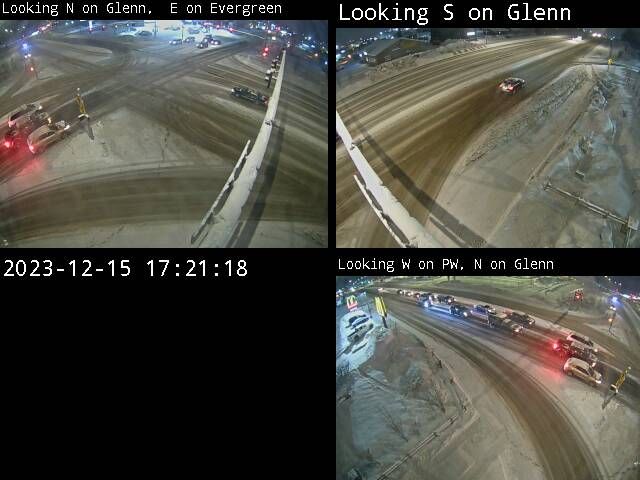 Looking N on Glenn,  E on Evergreen
Looking S on Glenn
2023-12-15 17:21:18
Looking W on PW, N on Glenn